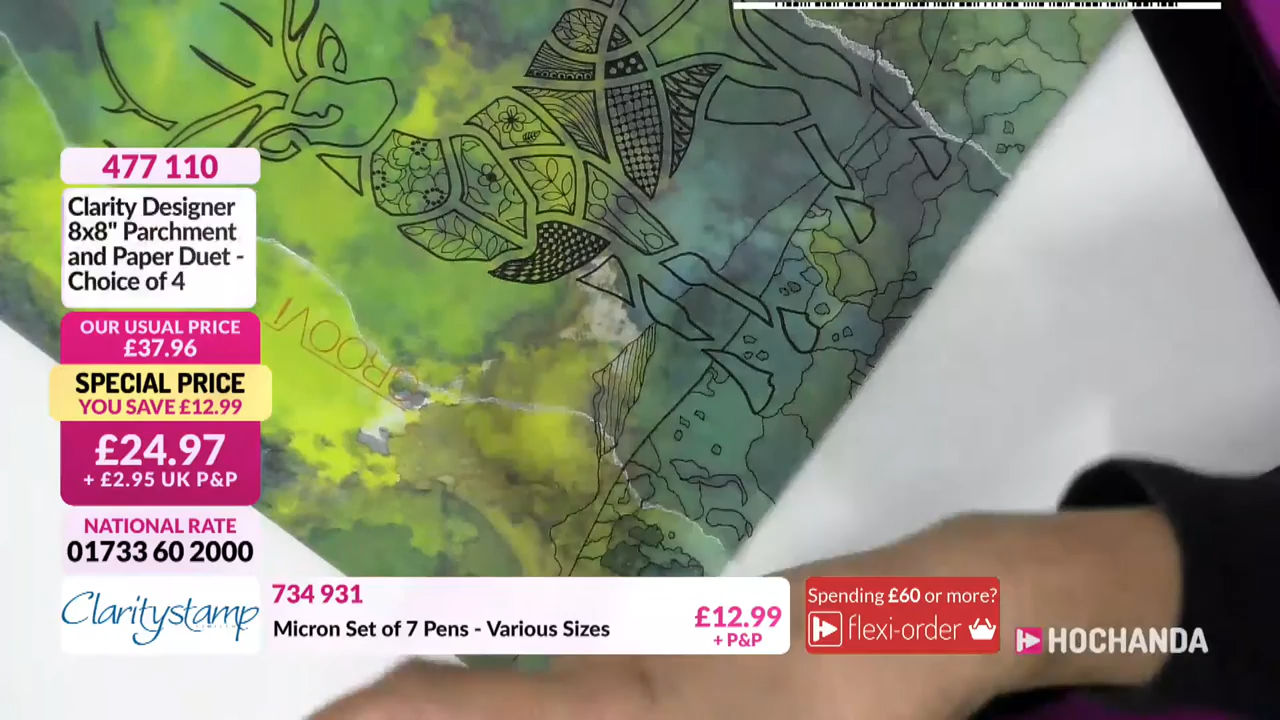 477 110
Clarity Designer
8x8" Parchment
and Paper Duet -
Choice of 4
OUR USUAL PRICE
£37.96
SPECIAL PRICE
YOU SAVE £12.99
£24.97
+ £2.95 UK P&P
NATIONAL RATE
01733 60 2000
GROOVI
Claritystamp
734 931
Micron Set of 7 Pens - Various Sizes
£12.99
+ P&P
Spending £60 or more?
flexi-order
HOCHANDA